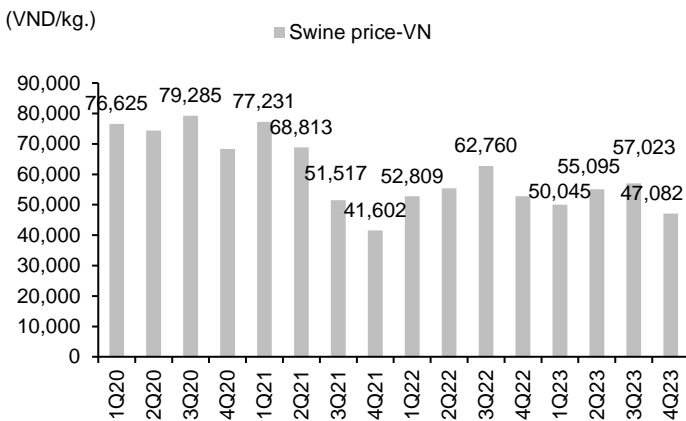 (VND/kg.)
Swine price-VN
90,000
80,000
70,000
60,000
50,000
40,000
30,000
20,000
10,000
0
76,625
79,285
77,231
68,813
51,517
41,602
52,809
62,760
50,045
55,095
57,023
47,082
1Q20
2Q20
3Q20
4Q20
1Q21
2Q21
3Q21
4Q21
1Q22
2Q22
3Q22
4Q22
1Q23
2Q23
3Q23
4Q23